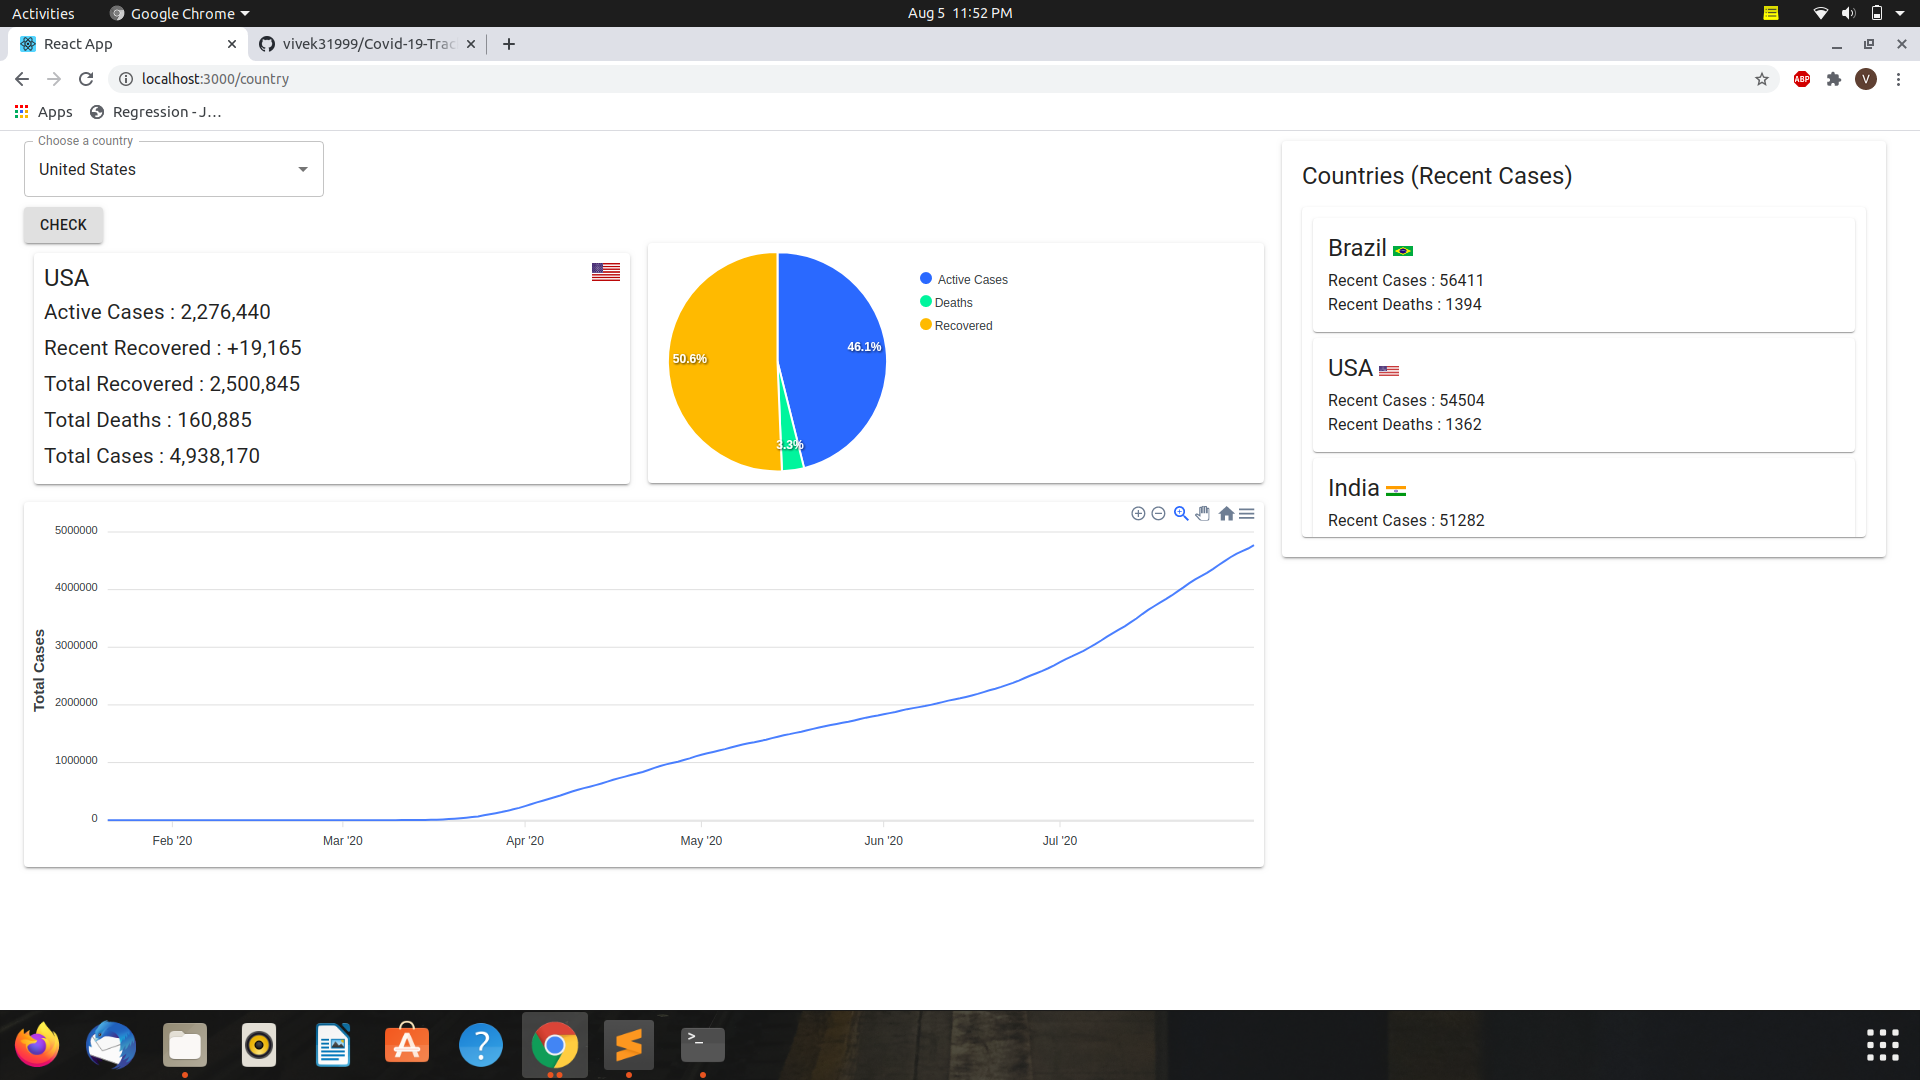 Activities
Google Chrome
Aug 5 11:52 PM
React App
vivek31999/Covid-19-Trac
localhost:3000/country
ABP
V
Apps
Regression - J…
Choose a country
United States
CHECK
USA
Active Cases : 2,276,440
Recent Recovered : +19,165
Total Recovered : 2,500,845
Total Deaths : 160,885
Total Cases : 4,938,170
50.6%
46.1%
3.3%
Active Cases
Deaths
Recovered
Countries (Recent Cases)
Brazil
Recent Cases : 56411
Recent Deaths : 1394
USA
Recent Cases : 54504
Recent Deaths : 1362
India
Recent Cases : 51282
Total Cases
5000000
4000000
3000000
2000000
1000000
0
Feb '20
Mar '20
Apr '20
May '20
Jun '20
Jul '20